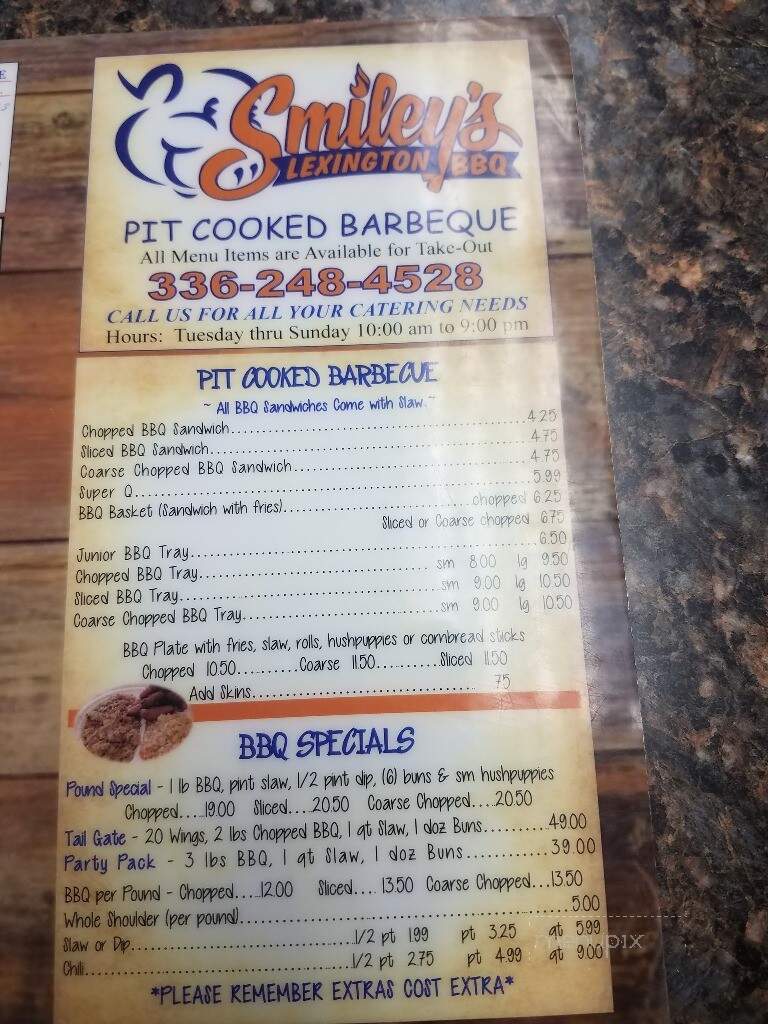 E
Smiley's
LEXINGTON BBQ
PIT COOKED BARBEQUE
All Menu Items are Available for Take-Out
336-248-4528
CALL US FOR ALL YOUR CATERING NEEDS
Hours: Tuesday thru Sunday 10:00 am to 9:00 pm
PIT COOKED BARBECUE
~ All BBQ Sandwiches Come with Slaw ~
Chopped BBQ Sandwich 4.25
Sliced BBQ Sandwich 4.75
Coarse Chopped BBQ Sandwich 4.75
Super Q 5.99
BBQ Basket (Sandwich with fries) chopped 6.25
Sliced or Coarse chopped 6.75
Junior BBQ Tray 6.50
Chopped BBQ Tray sm 8.00 lg 9.50
Sliced BBQ Tray sm 9.00 lg 10.50
Coarse Chopped BBQ Tray sm 9.00 lg 10.50
BBQ Plate with fries, slaw, rolls, hushpuppies or cornbread sticks
Chopped 10.50 Coarse 11.50 Sliced 11.50
Add Skins .75
BBQ SPECIALS
Pound Special - 1 lb BBQ, pint slaw, 1/2 pint dip, (6) buns & sm hushpuppies
Chopped....19.00 Sliced....20.50 Coarse Chopped....20.50
Tail Gate - 20 Wings, 2 lbs Chopped BBQ, 1 qt Slaw, 1 doz Buns 49.00
Party Pack - 3 lbs BBQ, 1 qt Slaw, 1 doz Buns 39.00
BBQ per Pound - Chopped....12.00 Sliced....13.50 Coarse Chopped...13.50
Whole Shoulder (per pound) 5.00
Slaw or Dip 1/2 pt 1.99 pt 3.25 qt 5.99
Chili 1/2 pt 2.75 pt 4.99 qt 9.00
*PLEASE REMEMBER EXTRAS COST EXTRA*